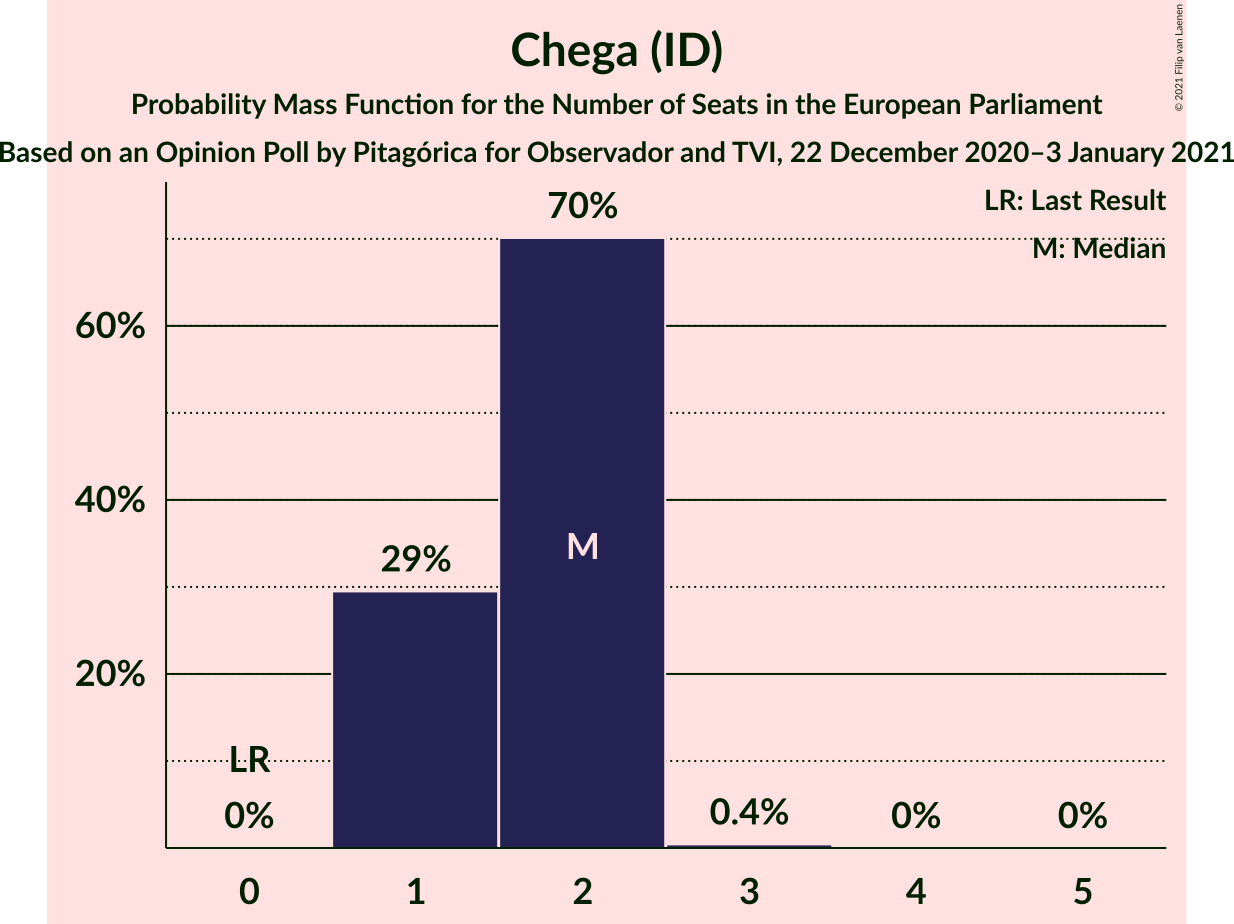 Chega (ID)
Probability Mass Function for the Number of Seats in the European Parliament
Based on an Opinion Poll by Pitagórica for Observador and TVI, 22 December 2020–3 January 2021
© 2021 Filip van Laenen
LR: Last Result
M: Median
70%
60%
40%
29%
M
20%
LR
0%
0.4%
0%
0%
0
1
2
3
4
5